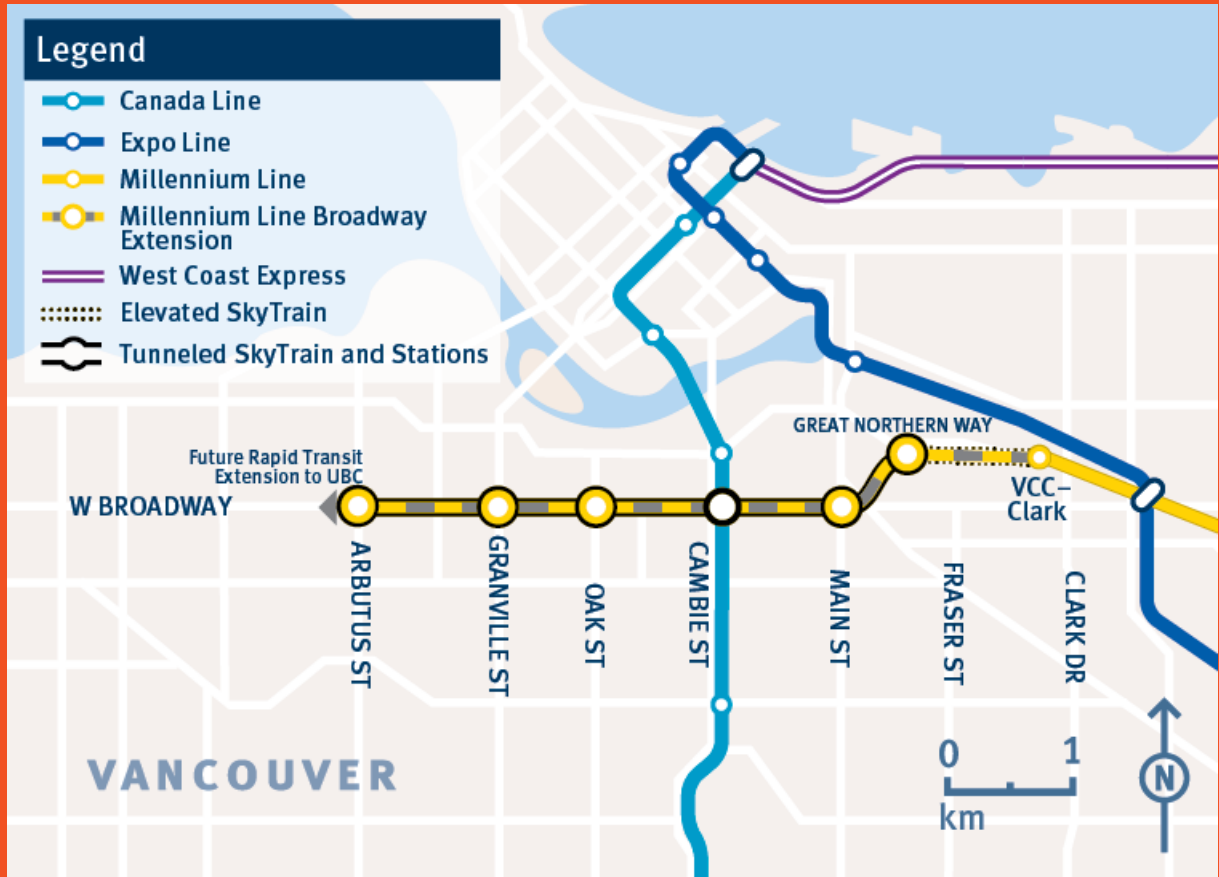 Legend
Canada Line
Expo Line
Millennium Line
Millennium Line Broadway
Extension
West Coast Express
Elevated SkyTrain
Tunneled SkyTrain and Stations
GREAT NORTHERN WAY
Future Rapid Transit
Extension to UBC
W BROADWAY
VCC–
Clark
ARBUTUS ST
GRANVILLE ST
OAK ST
CAMBIE ST
MAIN ST
FRASER ST
CLARK DR
VANCOUVER
0 1
km
N